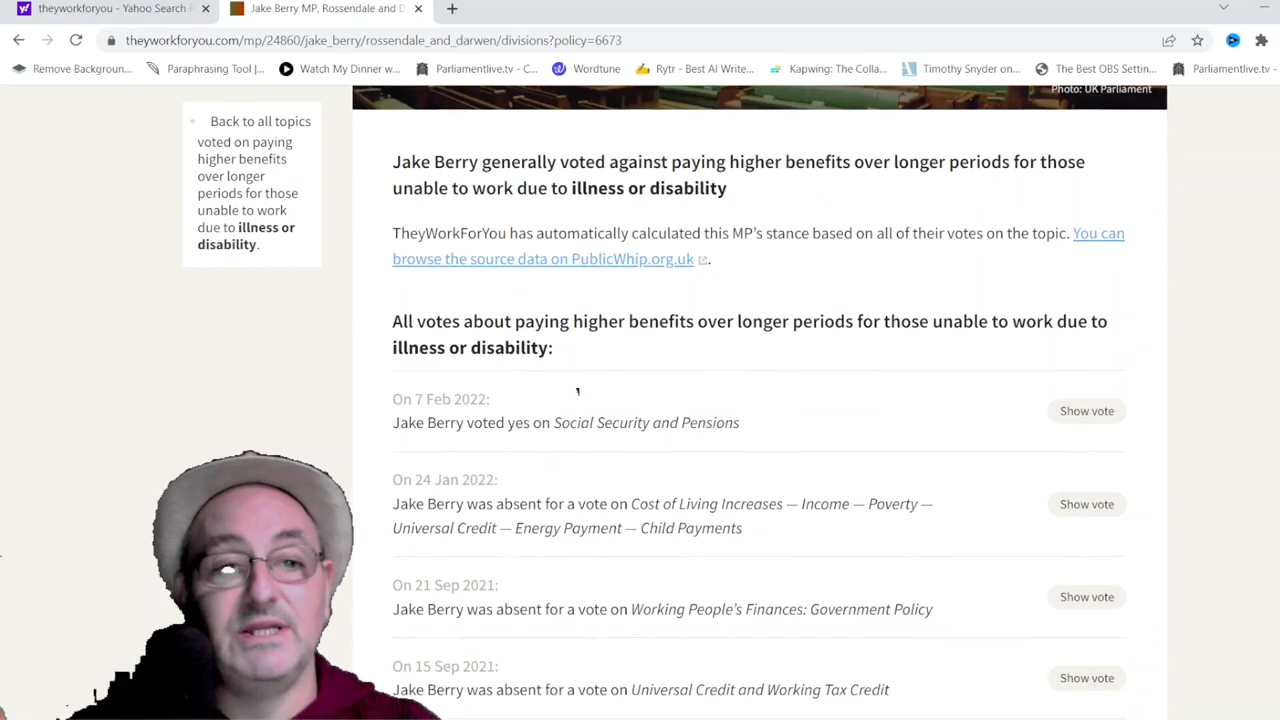 theyworkforyou - Yahoo Search R
Jake Berry MP, Rossendale and D
theyworkforyou.com/mp/24860/jake_berry/rossendale_and_darwen/divisions?policy=6673
Remove Backgroun...
Paraphrasing Tool |...
Watch My Dinner w...
Parliamentlive.tv - C...
Wordtune
Rytr - Best AI Write...
Kapwing: The Colla...
Timothy Snyder on...
The Best OBS Settin...
Parliamentlive.tv -
Photo: UK Parliament
Back to all topics
voted on paying
higher benefits
over longer
periods for those
unable to work
due to illness or
disability.
Jake Berry generally voted against paying higher benefits over longer periods for those
unable to work due to illness or disability
TheyWorkForYou has automatically calculated this MP’s stance based on all of their votes on the topic. You can
browse the source data on PublicWhip.org.uk.
All votes about paying higher benefits over longer periods for those unable to work due to
illness or disability:
On 7 Feb 2022:
Jake Berry voted yes on Social Security and Pensions
Show vote
On 24 Jan 2022:
Jake Berry was absent for a vote on Cost of Living Increases — Income — Poverty —
Universal Credit — Energy Payment — Child Payments
Show vote
On 21 Sep 2021:
Jake Berry was absent for a vote on Working People’s Finances: Government Policy
Show vote
On 15 Sep 2021:
Jake Berry was absent for a vote on Universal Credit and Working Tax Credit
Show vote